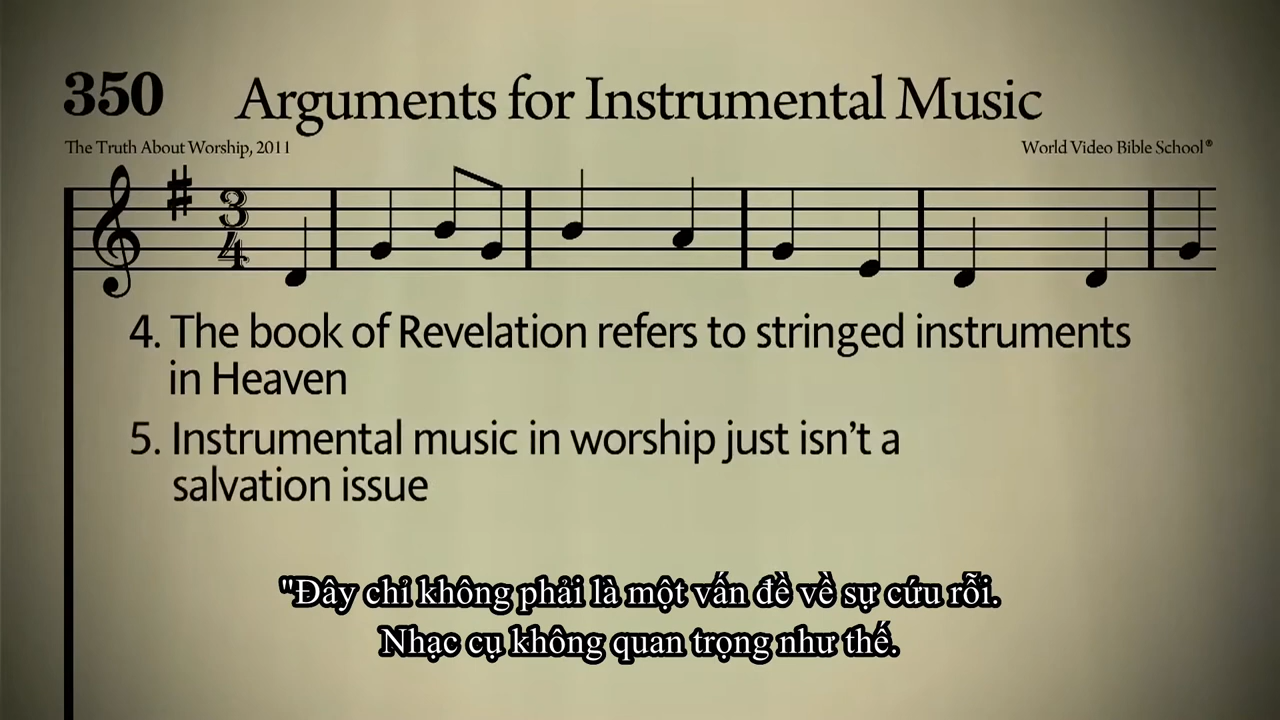 350 Arguments for Instrumental Music
The Truth About Worship, 2011 World Video Bible School®
3
4
4. The book of Revelation refers to stringed instruments
in Heaven
5. Instrumental music in worship just isn't a
salvation issue
"Đây chỉ không phải là một vấn đề về sự cứu rỗi.
Nhạc cụ không quan trọng như thế.